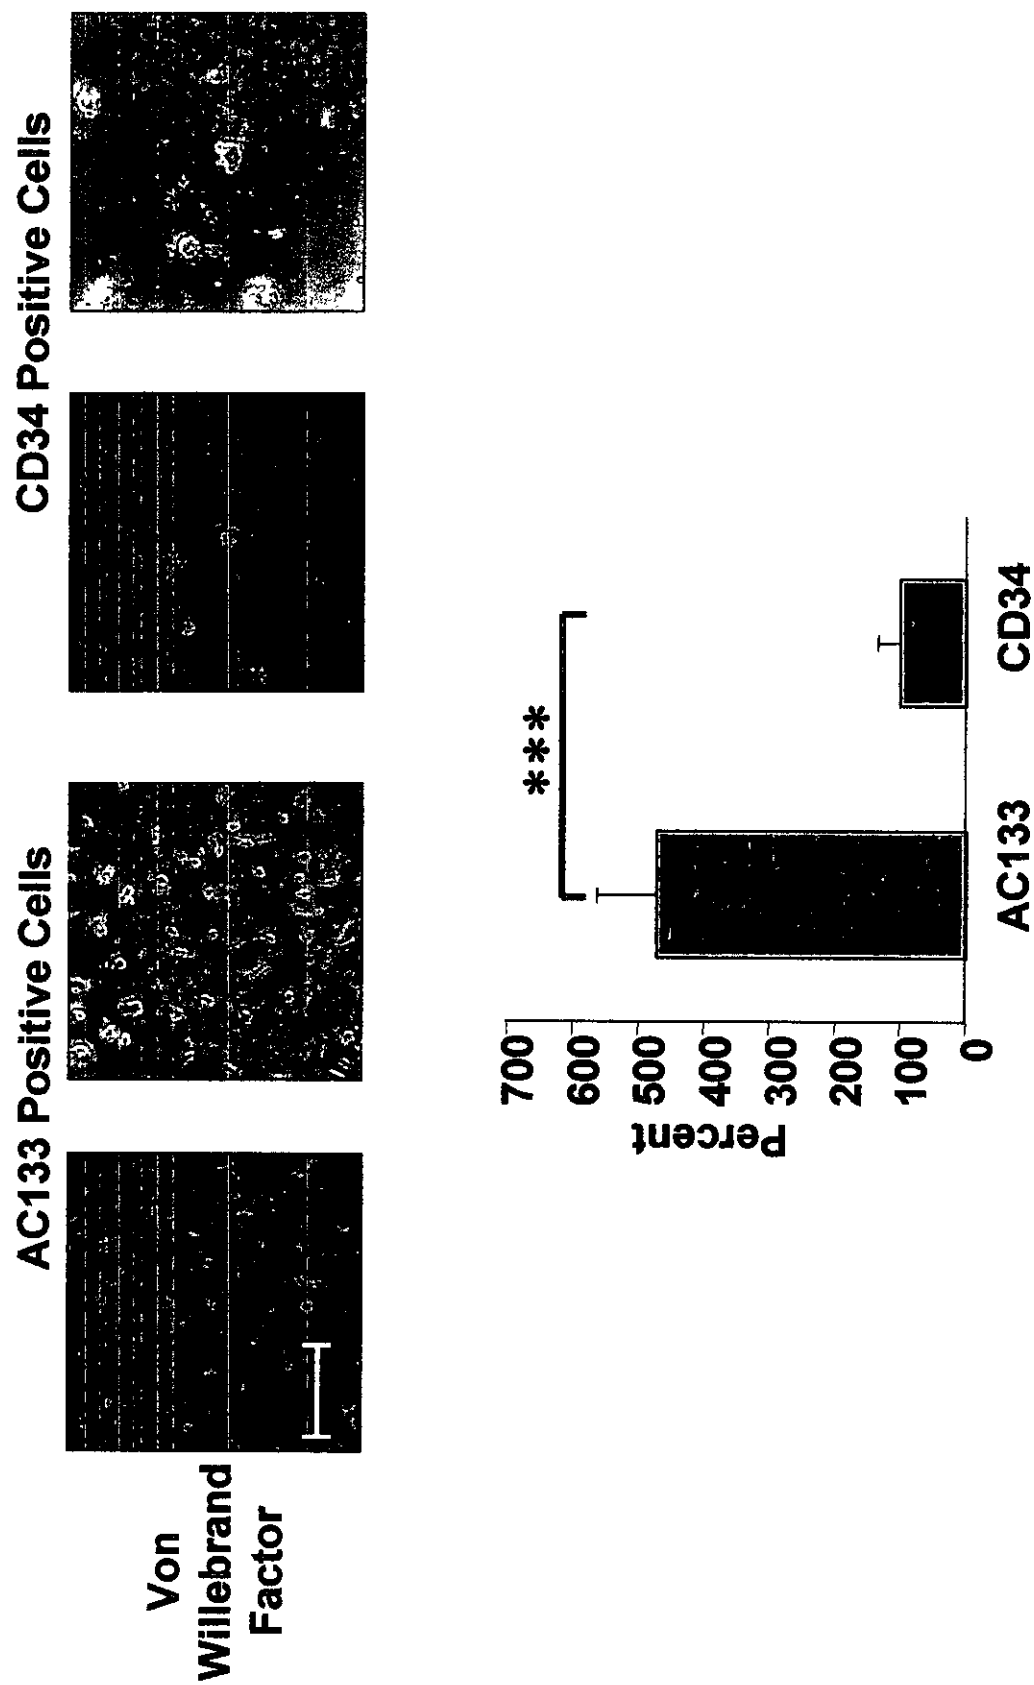 AC133 Positive Cells
CD34 Positive Cells
Von
Willebrand
Factor
***
Percent
700
600
500
400
300
200
100
0
AC133
CD34